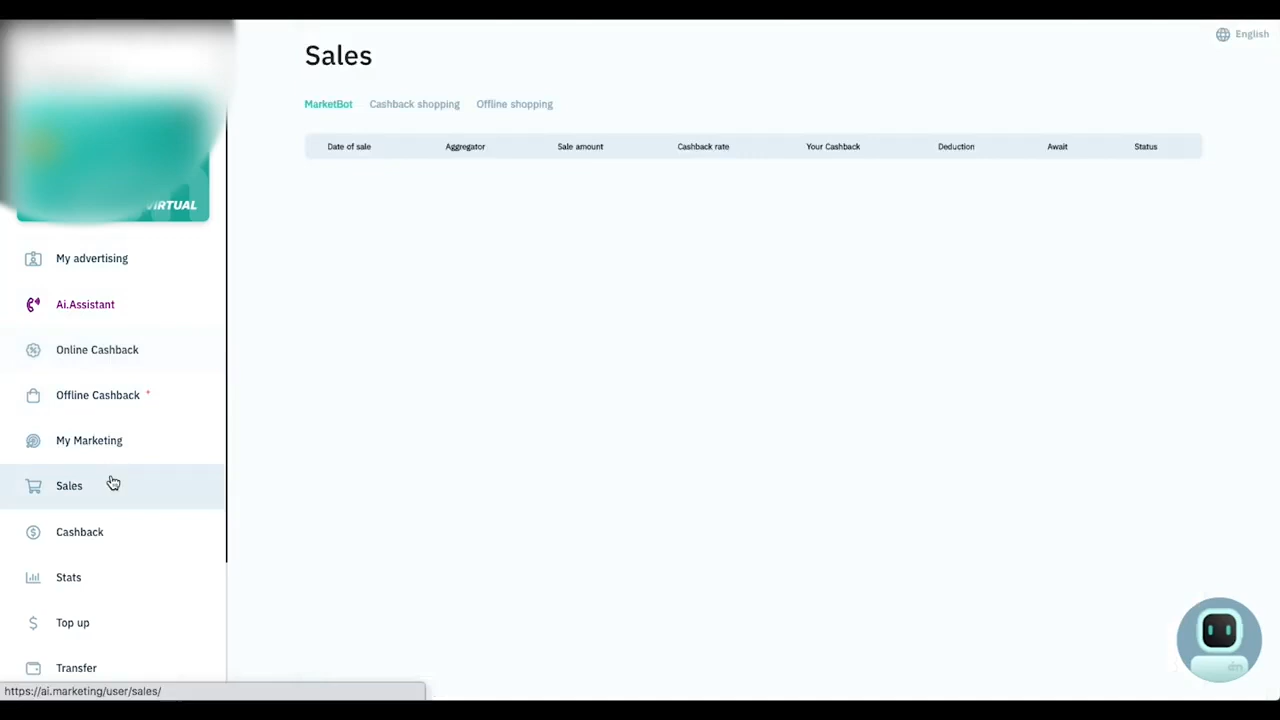 English
Sales
MarketBot Cashback shopping Offline shopping
Date of sale Aggregator Sale amount Cashback rate Your Cashback Deduction Await Status
VIRTUAL
My advertising
Ai.Assistant
Online Cashback
Offline Cashback *
My Marketing
Sales
Cashback
Stats
Top up
Transfer
https://ai.marketing/user/sales/